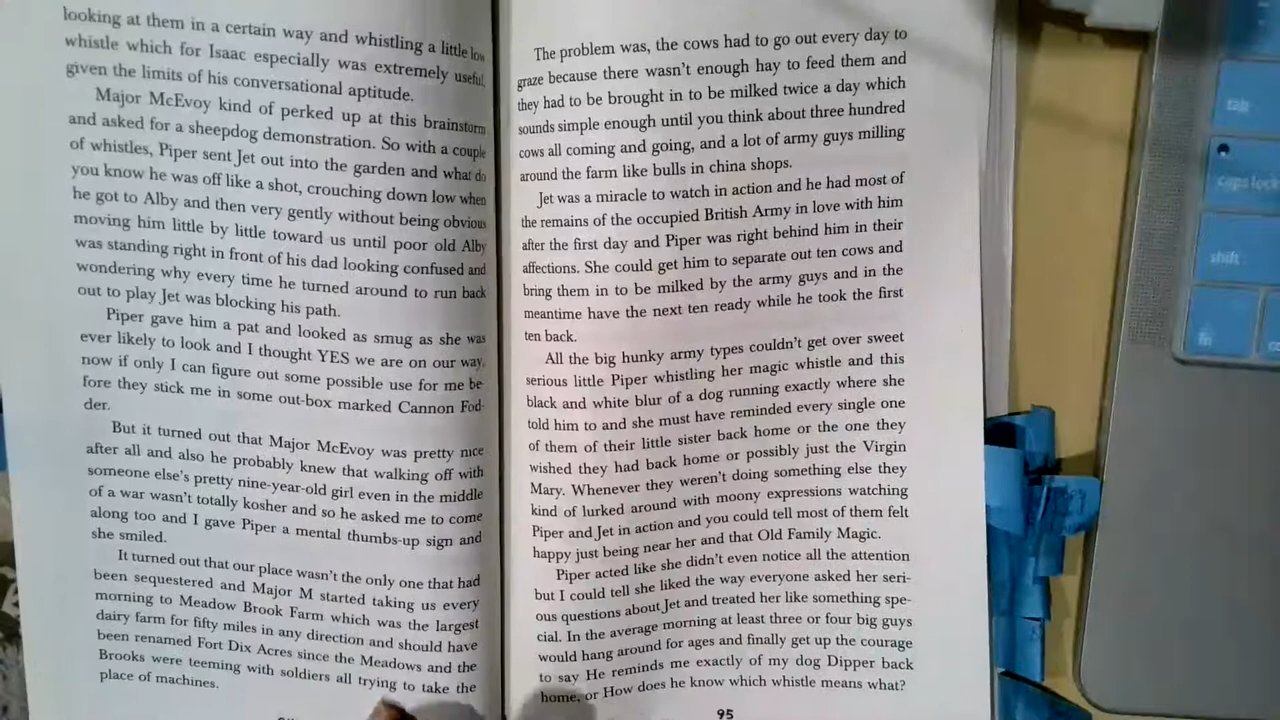 looking at them in a certain way and whistling a little low
whistle which for Isaac especially was extremely useful,
given the limits of his conversational aptitude.
Major McEvoy kind of perked up at this brainstorm
and asked for a sheepdog demonstration. So with a couple
of whistles, Piper sent Jet out into the garden and what do
you know he was off like a shot, crouching down low when
he got to Alby and then very gently without being obvious
moving him little by little toward us until poor old Alby
was standing right in front of his dad looking confused and
wondering why every time he turned around to run back
out to play Jet was blocking his path.
Piper gave him a pat and looked as smug as she was
ever likely to look and I thought YES we are on our way,
now if only I can figure out some possible use for me be-
fore they stick me in some out-box marked Cannon Fod-
der.
But it turned out that Major McEvoy was pretty nice
after all and also he probably knew that walking off with
someone else's pretty nine-year-old girl even in the middle
of a war wasn't totally kosher and so he asked me to come
along too and I gave Piper a mental thumbs-up sign and
she smiled.
It turned out that our place wasn't the only one that had
been sequestered and Major M started taking us every
morning to Meadow Brook Farm which was the largest
dairy farm for fifty miles in any direction and should have
been renamed Fort Dix Acres since the Meadows and the
Brooks were teeming with soldiers all trying to take the
place of machines.
The problem was, the cows had to go out every day to
graze because there wasn't enough hay to feed them and
they had to be brought in to be milked twice a day which
sounds simple enough until you think about three hundred
cows all coming and going, and a lot of army guys milling
around the farm like bulls in china shops.
Jet was a miracle to watch in action and he had most of
the remains of the occupied British Army in love with him
after the first day and Piper was right behind him in their
affections. She could get him to separate out ten cows and
bring them in to be milked by the army guys and in the
meantime have the next ten ready while he took the first
ten back.
All the big hunky army types couldn't get over sweet
serious little Piper whistling her magic whistle and this
black and white blur of a dog running exactly where she
told him to and she must have reminded every single one
of them of their little sister back home or the one they
wished they had back home or possibly just the Virgin
Mary. Whenever they weren't doing something else they
kind of lurked around with moony expressions watching
Piper and Jet in action and you could tell most of them felt
happy just being near her and that Old Family Magic.
Piper acted like she didn't even notice all the attention
but I could tell she liked the way everyone asked her seri-
ous questions about Jet and treated her like something spe-
cial. In the average morning at least three or four big guys
would hang around for ages and finally get up the courage
to say He reminds me exactly of my dog Dipper back
home, or How does he know which whistle means what?
95
tab
caps lock
shift
fn